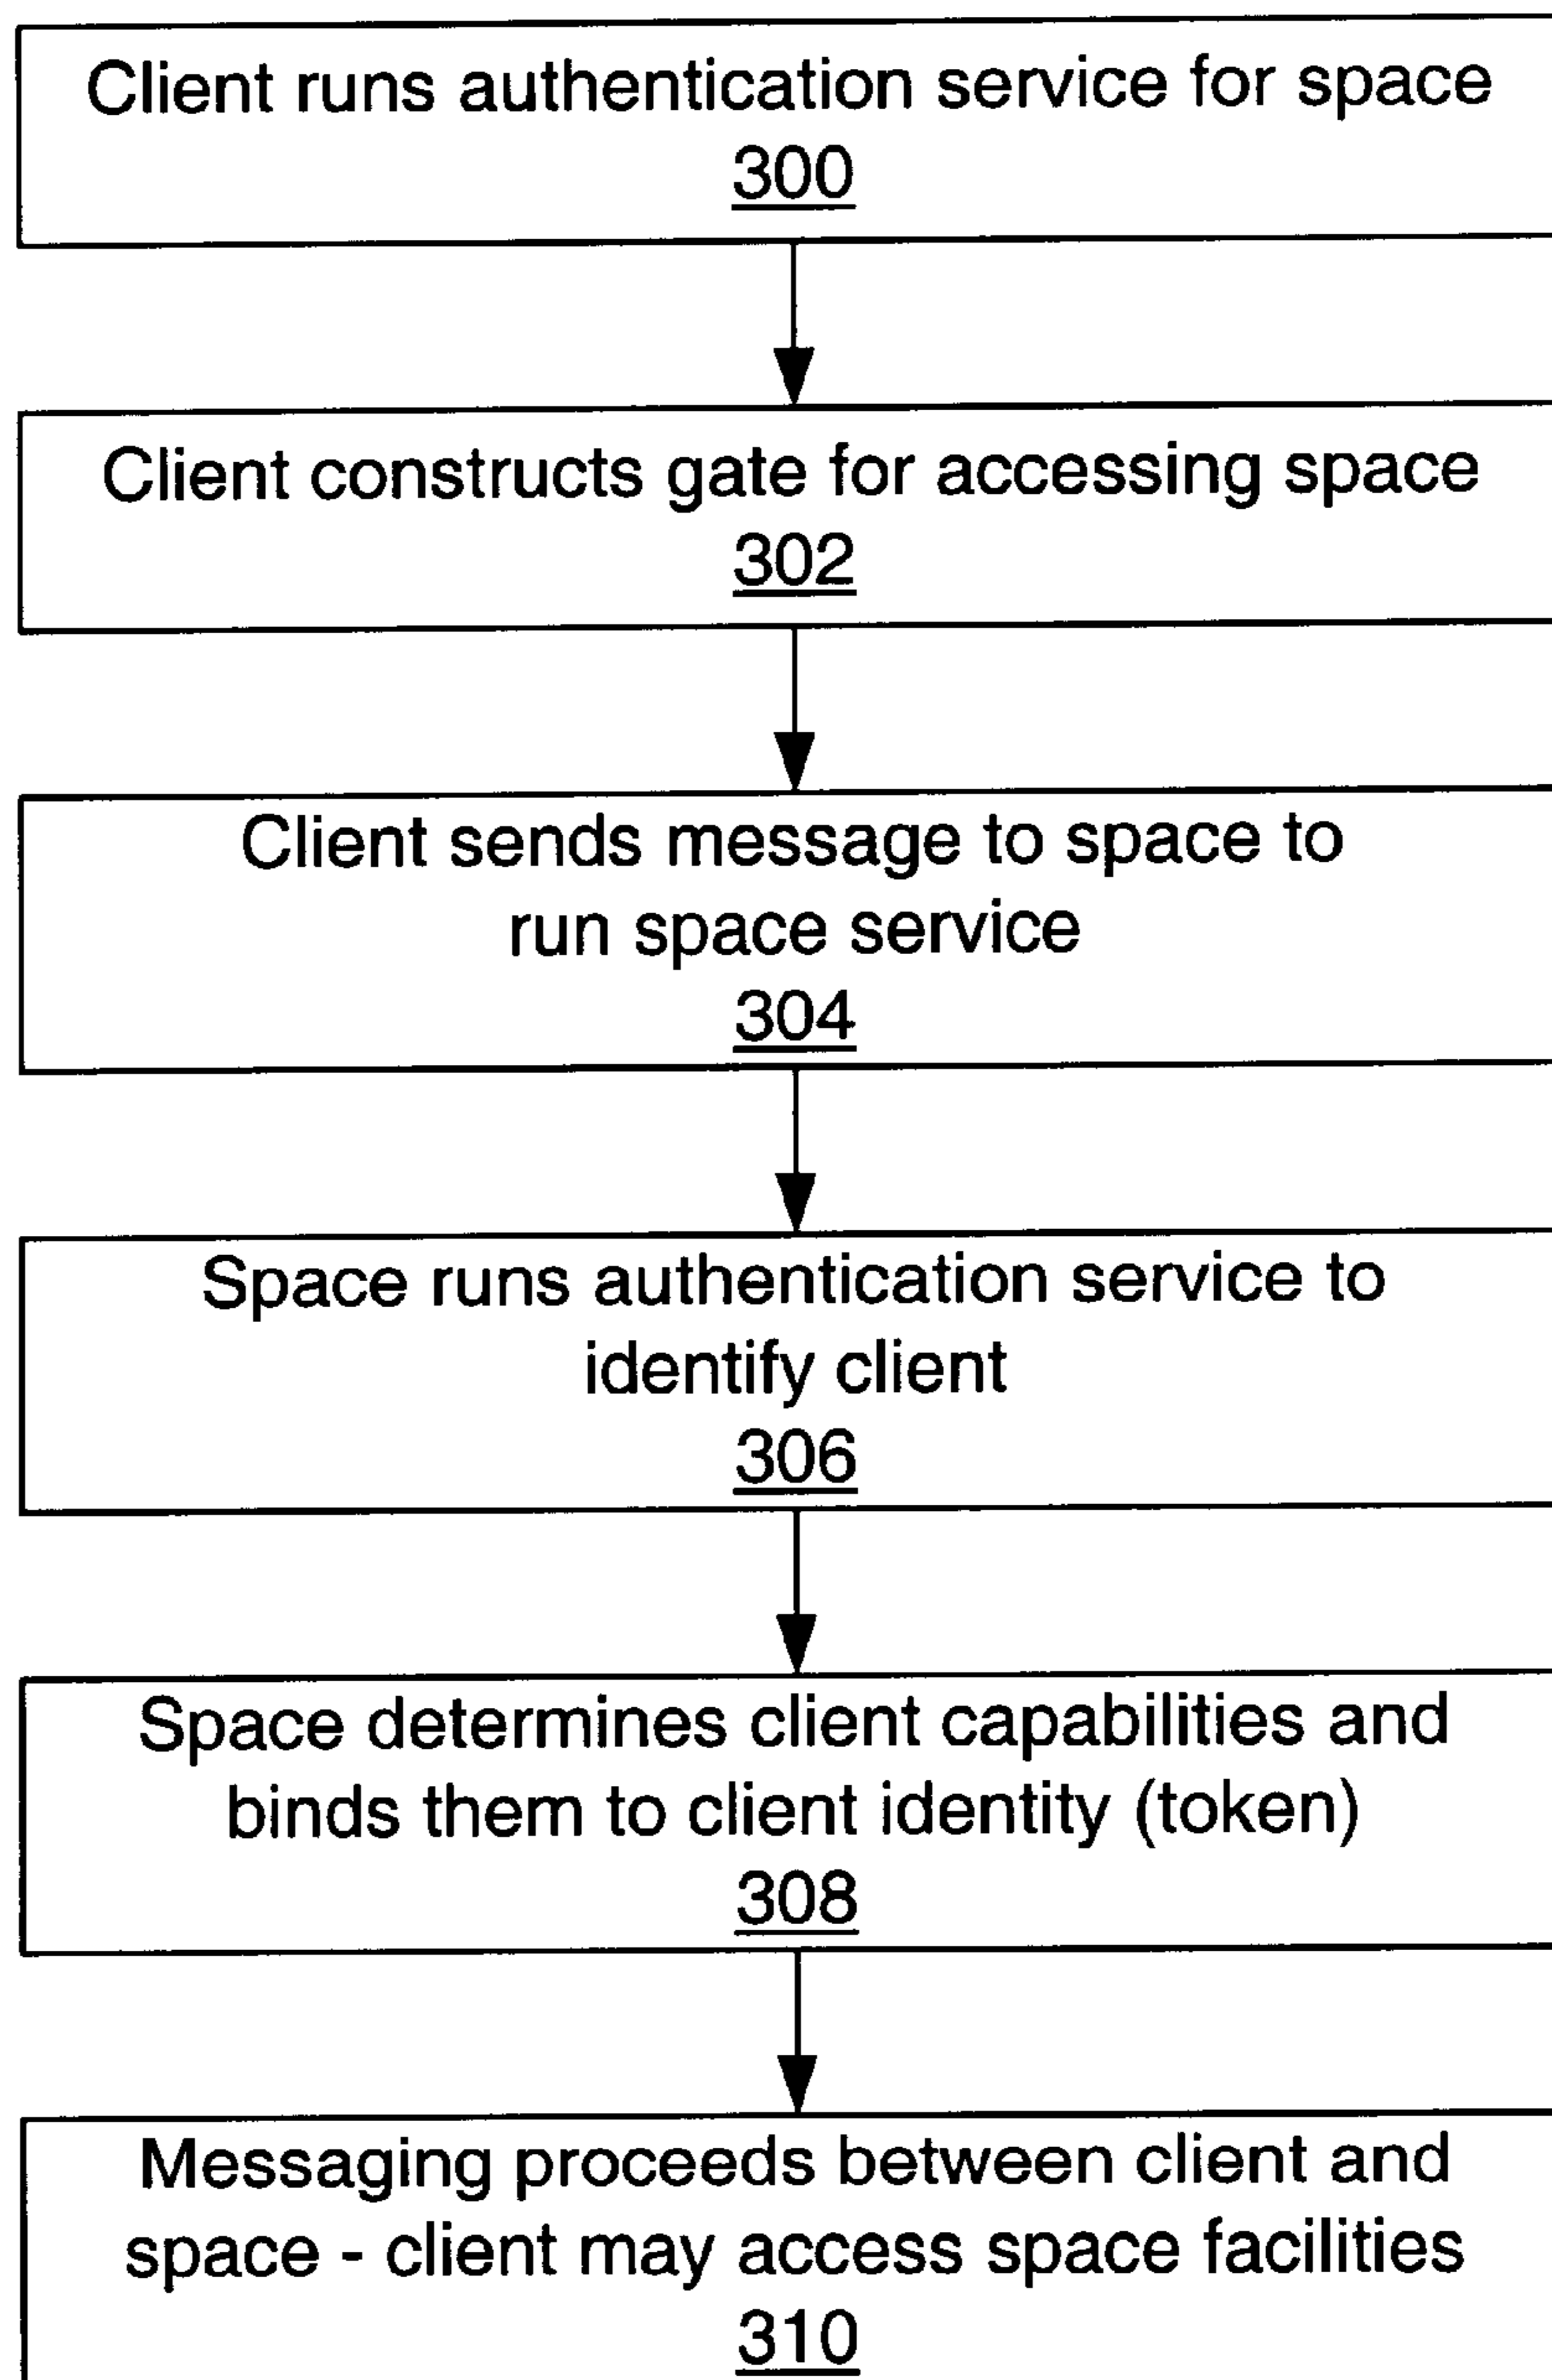 Client runs authentication service for space
300
Client constructs gate for accessing space
302
Client sends message to space to
run space service
304
Space runs authentication service to
identify client
306
Space determines client capabilities and
binds them to client identity (token)
308
Messaging proceeds between client and
space - client may access space facilities
310